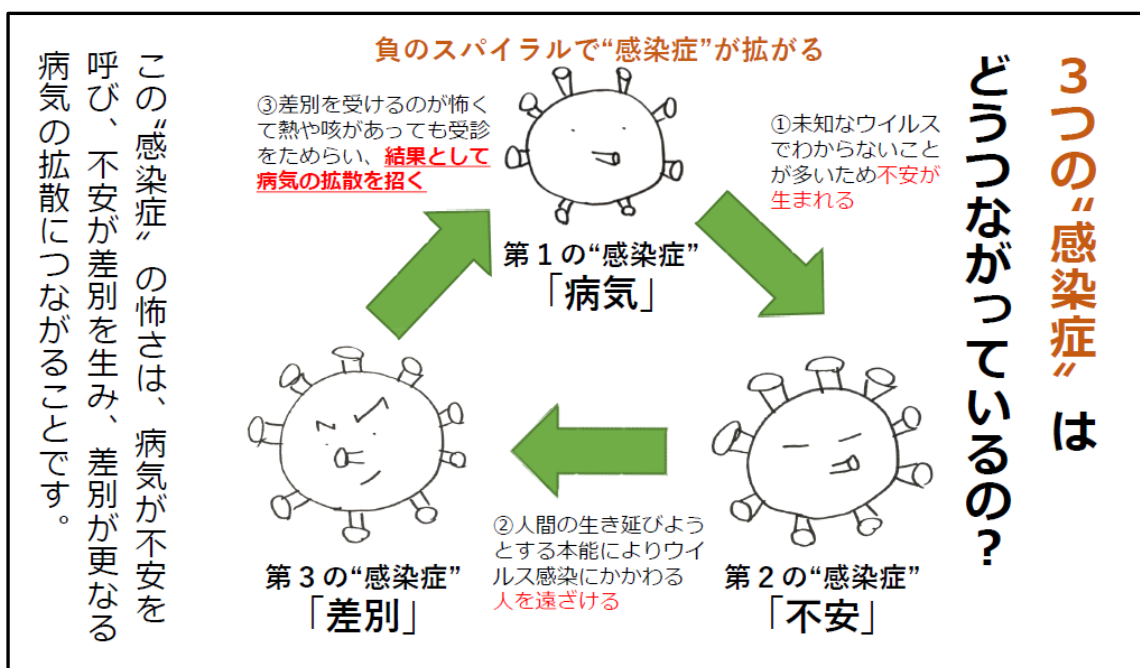 ３つの“感染症”は
どうつながっているの？
負のスパイラルで“感染症”が拡がる
第１の“感染症”
「病気」
①未知なウイルス
でわからないこと
が多いため不安が
生まれる
第２の“感染症”
「不安」
②人間の生き延びよう
とする本能によりウイ
ルス感染にかかわる
人を遠ざける
第３の“感染症”
「差別」
③差別を受けるのが怖く
て熱や咳があっても受診
をためらい、結果として
病気の拡散を招く
この“感染症”の怖さは、病気が不安を
呼び、不安が差別を生み、差別が更なる
病気の拡散につながることです。